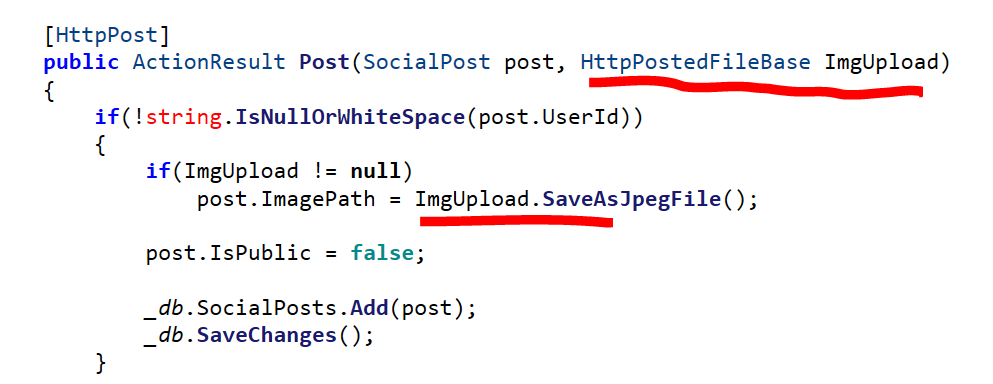 [HttpPost]
public ActionResult Post(SocialPost post, HttpPostedFileBase ImgUpload)
{
if(!string.IsNullOrWhiteSpace(post.UserId))
{
if(ImgUpload != null)
post.ImagePath = ImgUpload.SaveAsJpegFile();
post.IsPublic = false;
_db.SocialPosts.Add(post);
_db.SaveChanges();
}